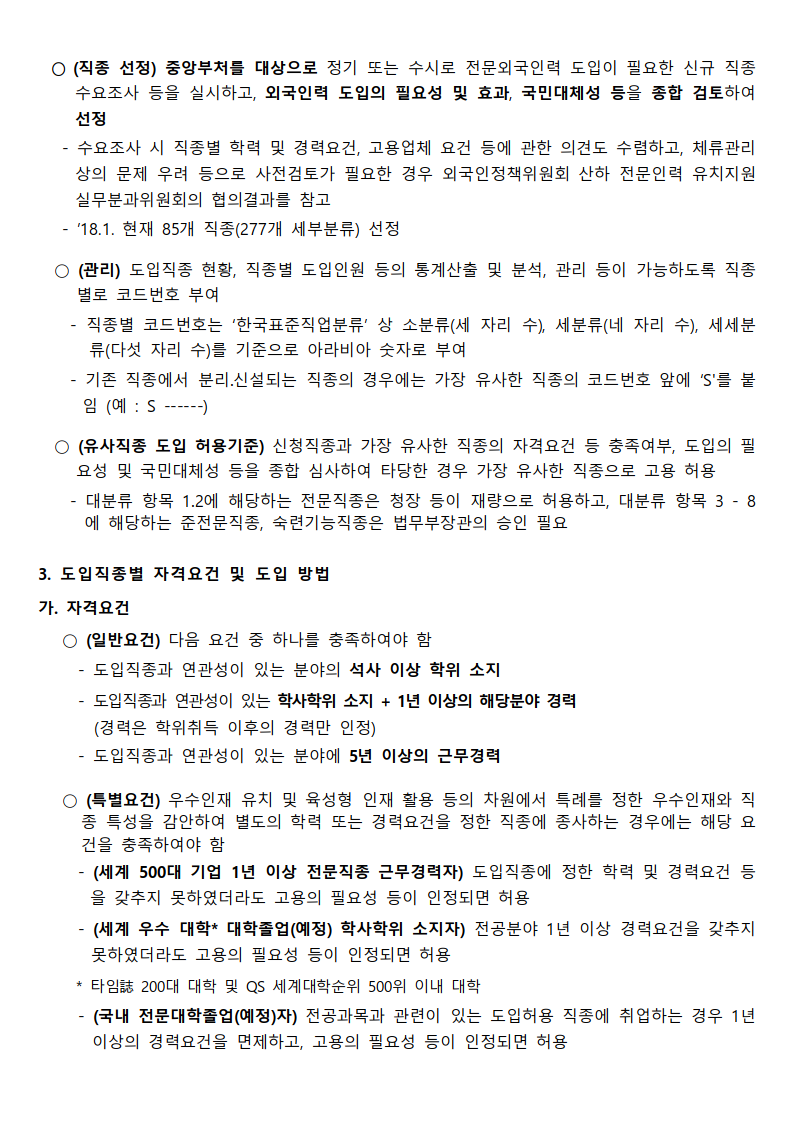 ○ (직종 선정) 중앙부처를 대상으로 정기 또는 수시로 전문외국인력 도입이 필요한 신규 직종
수요조사 등을 실시하고, 외국인력 도입의 필요성 및 효과, 국민대체성 등을 종합 검토하여
선정
- 수요조사 시 직종별 학력 및 경력요건, 고용업체 요건 등에 관한 의견도 수렴하고, 체류관리
상의 문제 우려 등으로 사전검토가 필요한 경우 외국인정책위원회 산하 전문인력 유치지원
실무분과위원회의 협의결과를 참고
- ’18.1. 현재 85개 직종(277개 세부분류) 선정
○ (관리) 도입직종 현황, 직종별 도입인원 등의 통계산출 및 분석, 관리 등이 가능하도록 직종
별로 코드번호 부여
- 직종별 코드번호는 ‘한국표준직업분류’ 상 소분류(세 자리 수), 세분류(네 자리 수), 세세분
류(다섯 자리 수)를 기준으로 아라비아 숫자로 부여
- 기존 직종에서 분리.신설되는 직종의 경우에는 가장 유사한 직종의 코드번호 앞에 ‘S'를 붙
임 (예 : S ------)
○ (유사직종 도입 허용기준) 신청직종과 가장 유사한 직종의 자격요건 등 충족여부, 도입의 필
요성 및 국민대체성 등을 종합 심사하여 타당한 경우 가장 유사한 직종으로 고용 허용
- 대분류 항목 1.2에 해당하는 전문직종은 청장 등이 재량으로 허용하고, 대분류 항목 3 - 8
에 해당하는 준전문직종, 숙련기능직종은 법무부장관의 승인 필요
3. 도입직종별 자격요건 및 도입 방법
가. 자격요건
○ (일반요건) 다음 요건 중 하나를 충족하여야 함
- 도입직종과 연관성이 있는 분야의 석사 이상 학위 소지
- 도입직종과 연관성이 있는 학사학위 소지 + 1년 이상의 해당분야 경력
(경력은 학위취득 이후의 경력만 인정)
- 도입직종과 연관성이 있는 분야에 5년 이상의 근무경력
○ (특별요건) 우수인재 유치 및 육성형 인재 활용 등의 차원에서 특례를 정한 우수인재와 직
종 특성을 감안하여 별도의 학력 또는 경력요건을 정한 직종에 종사하는 경우에는 해당 요
건을 충족하여야 함
- (세계 500대 기업 1년 이상 전문직종 근무경력자) 도입직종에 정한 학력 및 경력요건 등
을 갖추지 못하였더라도 고용의 필요성 등이 인정되면 허용
- (세계 우수 대학* 대학졸업(예정) 학사학위 소지자) 전공분야 1년 이상 경력요건을 갖추지
못하였더라도 고용의 필요성 등이 인정되면 허용
* 타임誌 200대 대학 및 QS 세계대학순위 500위 이내 대학
- (국내 전문대학졸업(예정)자) 전공과목과 관련이 있는 도입허용 직종에 취업하는 경우 1년
이상의 경력요건을 면제하고, 고용의 필요성 등이 인정되면 허용